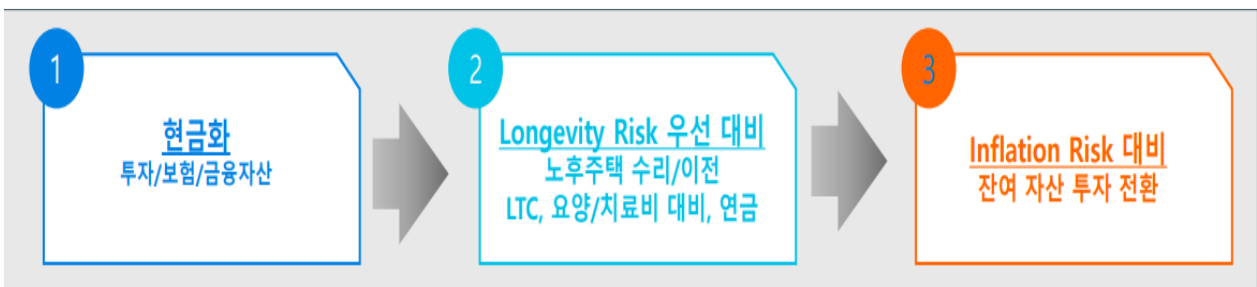 1
현금화
투자/보험/금융자산
2
Longevity Risk 우선 대비
노후주택 수리/이전
LTC, 요양/치료비 대비, 연금
3
Inflation Risk 대비
잔여 자산 투자 전환